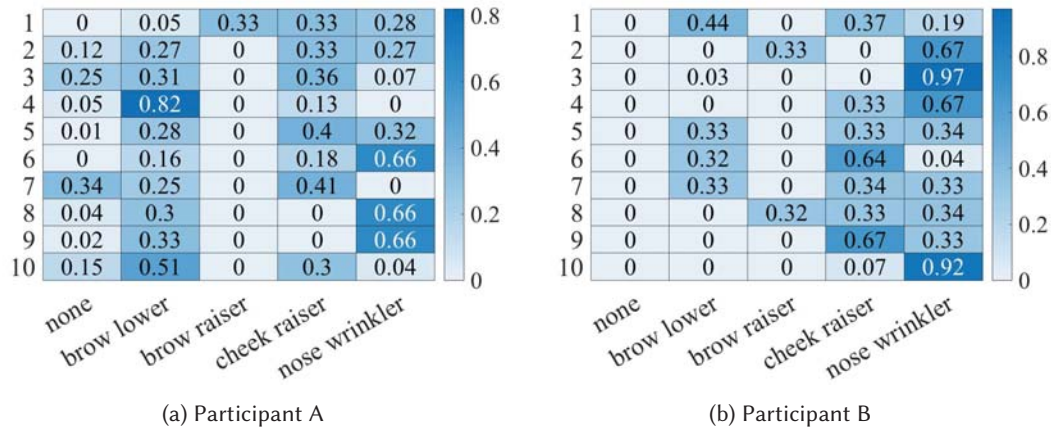 1 0 0.05 0.33 0.33 0.28 0.8
2 0.12 0.27 0 0.33 0.27
3 0.25 0.31 0 0.36 0.07 0.6
4 0.05 0.82 0 0.13 0
5 0.01 0.28 0 0.4 0.32 0.4
6 0 0.16 0 0.18 0.66
7 0.34 0.25 0 0.41 0
8 0.04 0.3 0 0 0.66 0.2
9 0.02 0.33 0 0 0.66
10 0.15 0.51 0 0.3 0.04 0
none brow lower brow raiser cheek raiser nose wrinkler
(a) Participant A
1 0 0.44 0 0.37 0.19
2 0 0 0.33 0 0.67 0.8
3 0 0.03 0 0 0.97
4 0 0 0 0.33 0.67 0.6
5 0 0.33 0 0.33 0.34
6 0 0.32 0 0.64 0.04 0.4
7 0 0.33 0 0.34 0.33
8 0 0 0.32 0.33 0.34 0.2
9 0 0 0 0.67 0.33
10 0 0 0 0.07 0.92 0
none brow lower brow raiser cheek raiser nose wrinkler
(b) Participant B